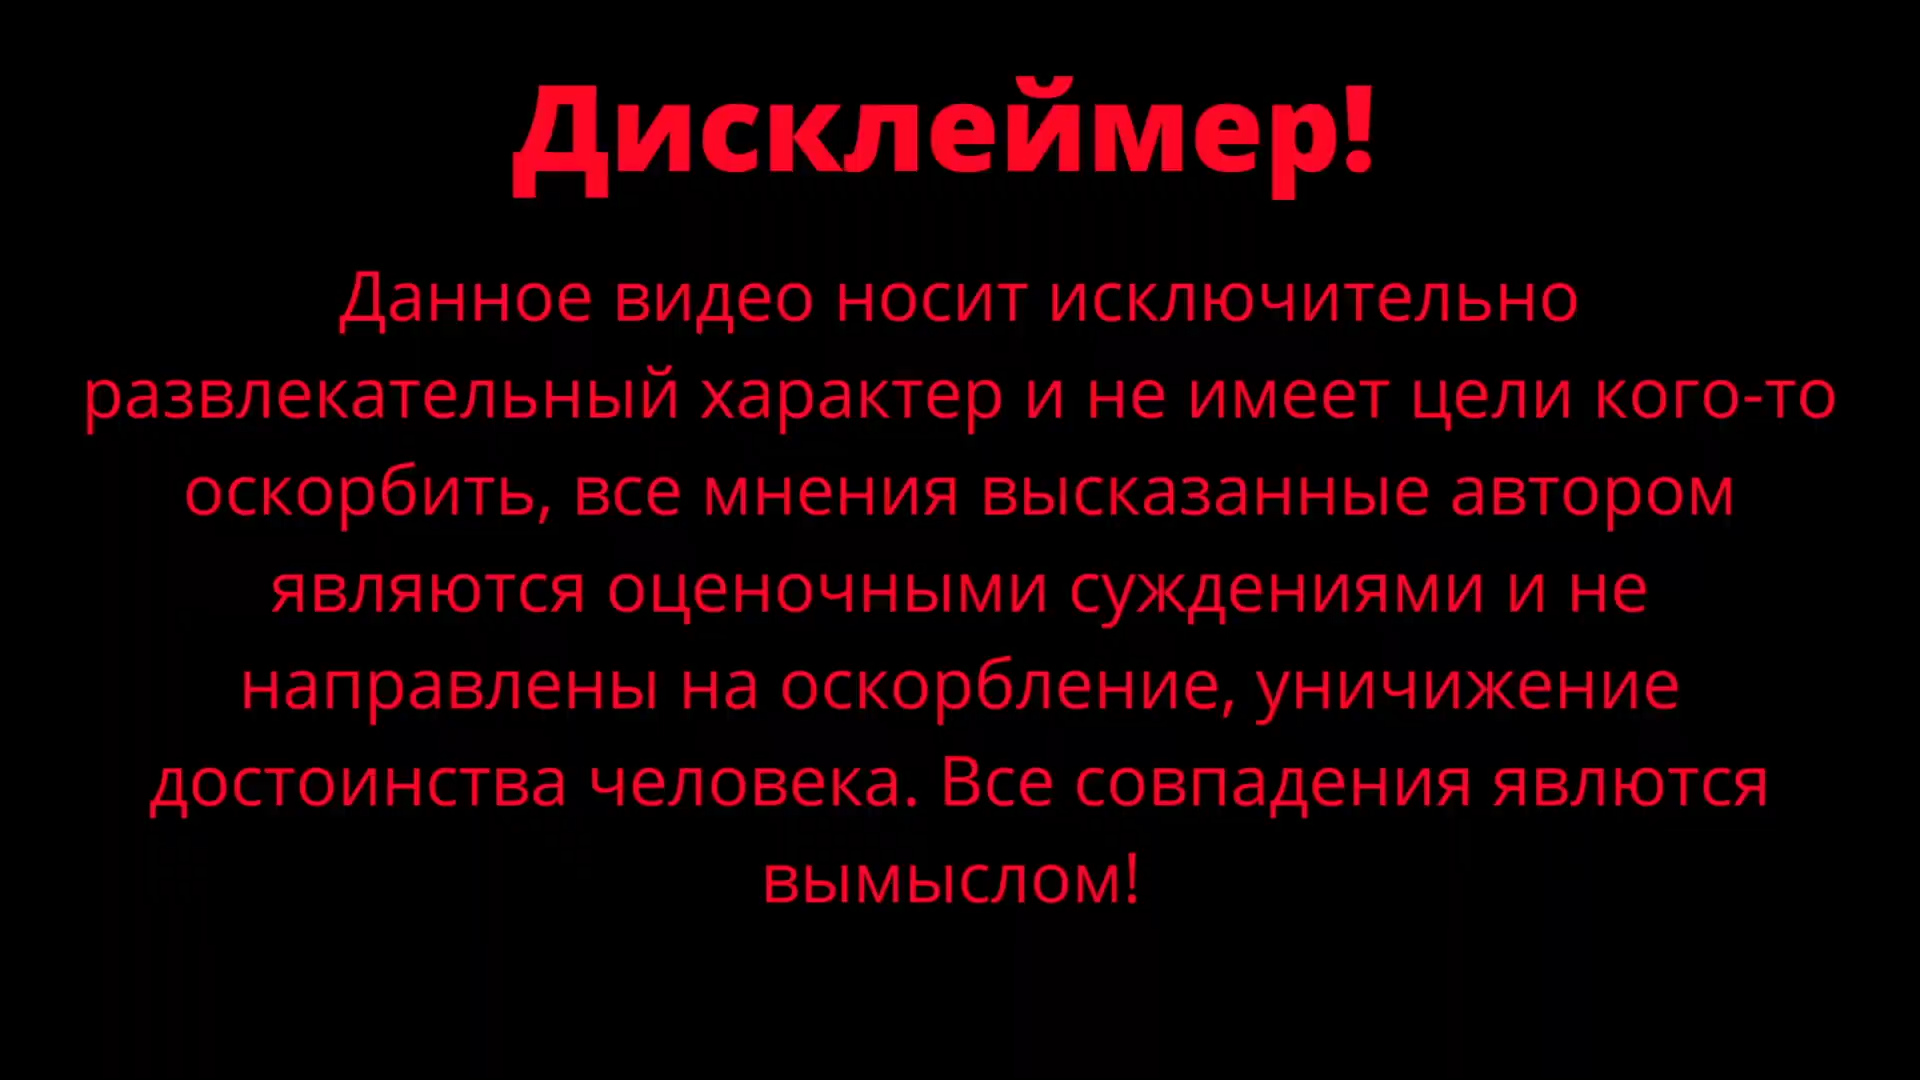 Дисклеймер!
Данное видео носит исключительно
развлекательный характер и не имеет цели кого-то
оскорбить, все мнения высказанные автором
являются оценочными суждениями и не
направлены на оскорбление, уничижение
достоинства человека. Все совпадения явлются
вымыслом!